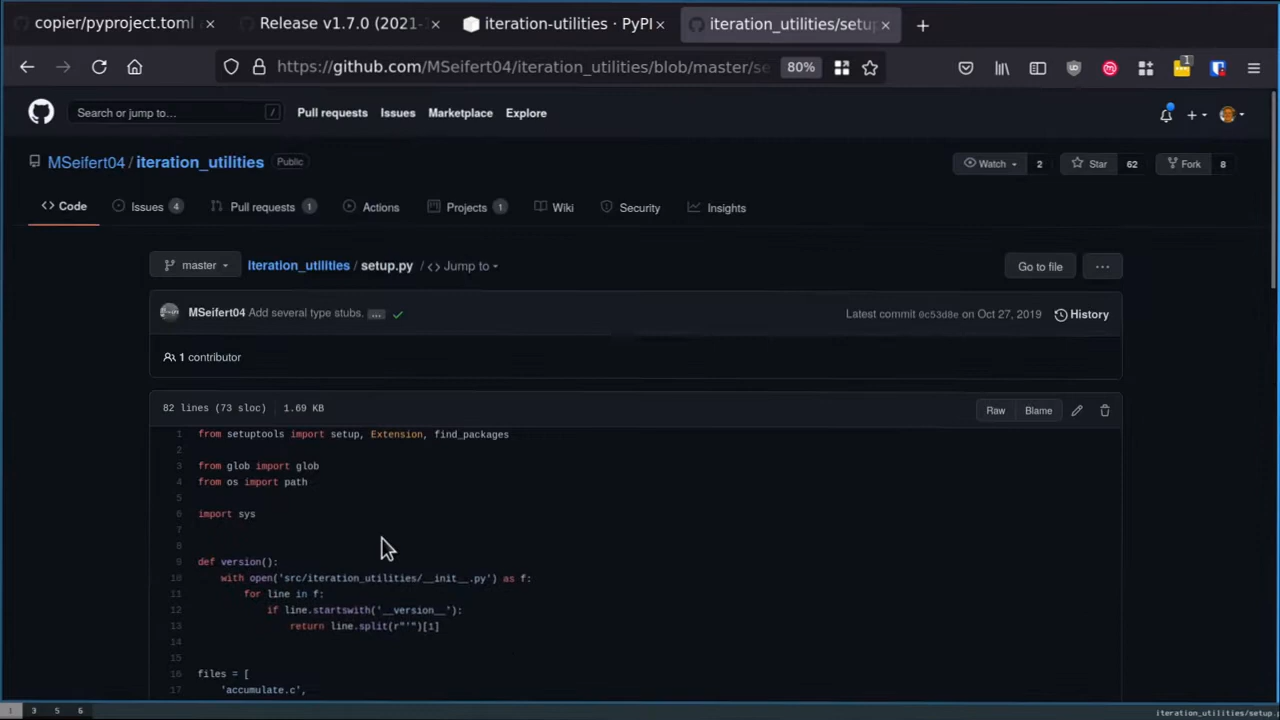 copier/pyproject.toml
Release v1.7.0 (2021-
iteration-utilities · PyPI
iteration_utilities/setup
https://github.com/MSeifert04/iteration_utilities/blob/master/se
80%
1
Search or jump to…
/
Pull requests
Issues
Marketplace
Explore
MSeifert04 / iteration_utilities
Public
Watch
2
Star
62
Fork
8
Code
Issues 4
Pull requests 1
Actions
Projects 1
Wiki
Security
Insights
master
iteration_utilities / setup.py / <> Jump to
Go to file
...
MSeifert04 Add several type stubs. ...
Latest commit 0c53d8e on Oct 27, 2019
History
1 contributor
82 lines (73 sloc) | 1.69 KB
Raw
Blame
1 from setuptools import setup, Extension, find_packages
2
3 from glob import glob
4 from os import path
5
6 import sys
7
8
9 def version():
10 with open('src/iteration_utilities/__init__.py') as f:
11 for line in f:
12 if line.startswith('__version__'):
13 return line.split(r"'")[1]
14
15
16 files = [
17 'accumulate.c',
1 3 5 6
iteration_utilities/setup.p